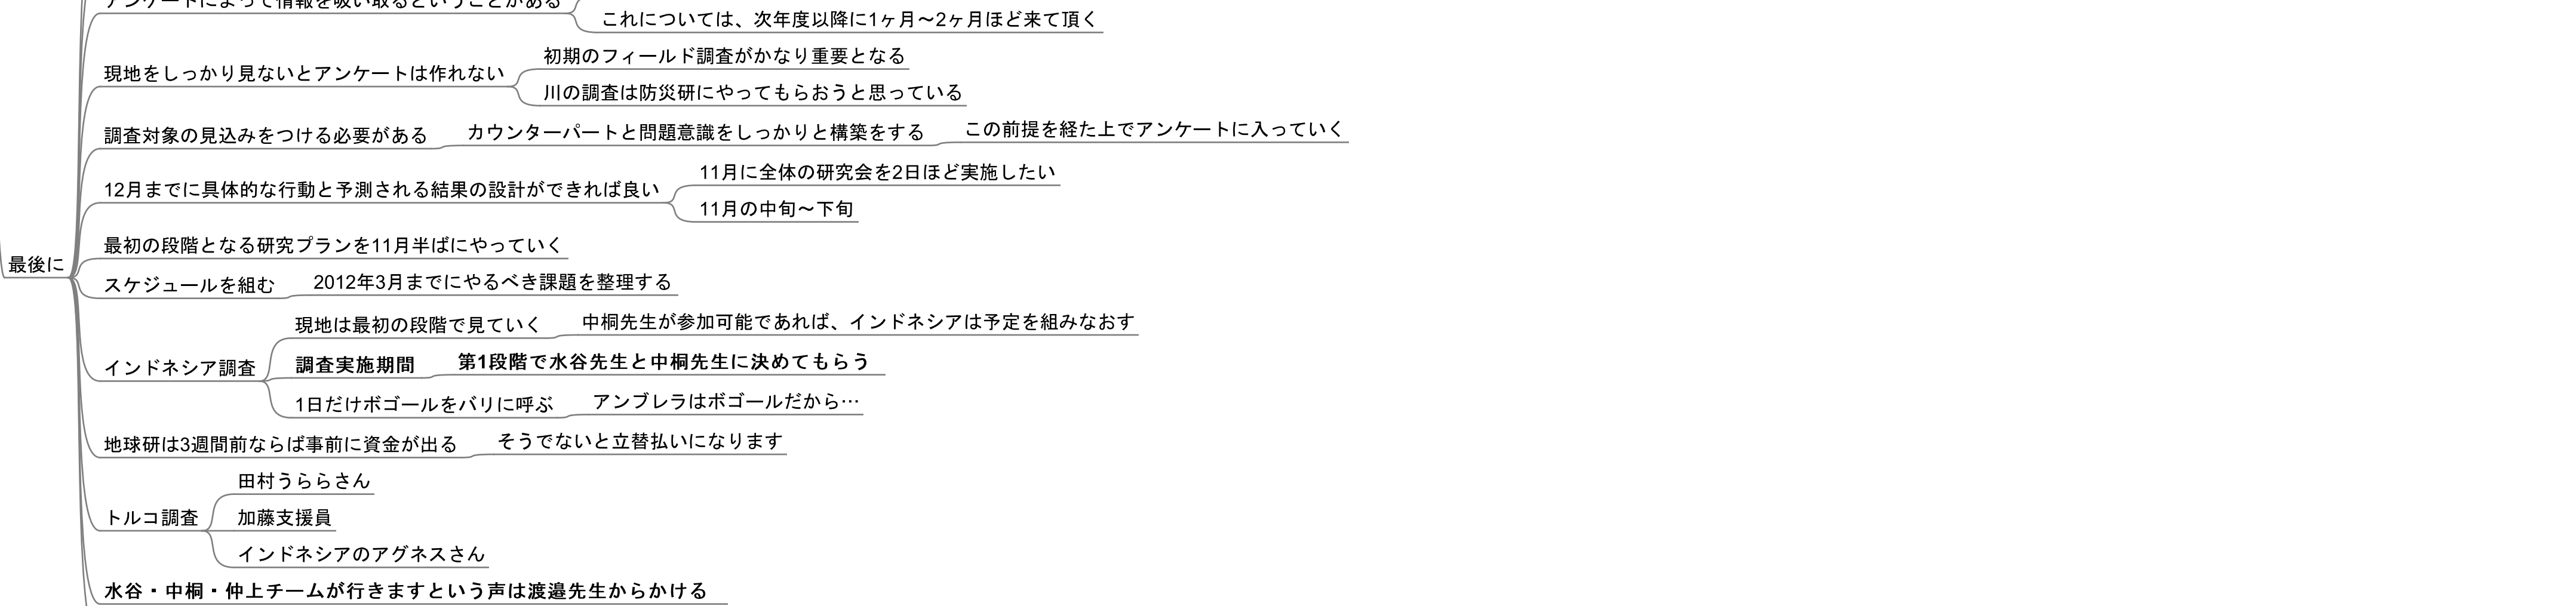 アンケートによって情報を吸い取るということがある
これについては、次年度以降に1ヶ月～2ヶ月ほど来て頂く
現地をしっかり見ないとアンケートは作れない
初期のフィールド調査がかなり重要となる
川の調査は防災研にやってもらおうと思っている
調査対象の見込みをつける必要がある
カウンターパートと問題意識をしっかりと構築をする
この前提を経た上でアンケートに入っていく
12月までに具体的な行動と予測される結果の設計ができれば良い
11月に全体の研究会を2日ほど実施したい
11月の中旬～下旬
最後に
最初の段階となる研究プランを11月半ばにやっていく
スケジュールを組む
2012年3月までにやるべき課題を整理する
インドネシア調査
現地は最初の段階で見ていく
中桐先生が参加可能であれば、インドネシアは予定を組みなおす
調査実施期間
第1段階で水谷先生と中桐先生に決めてもらう
1日だけボゴールをバリに呼ぶ
アンブレラはボゴールだから…
地球研は3週間前ならば事前に資金が出る
そうでないと立替払いになります
トルコ調査
田村うららさん
加藤支援員
インドネシアのアグネスさん
水谷・中桐・仲上チームが行きますという声は渡邉先生からかける